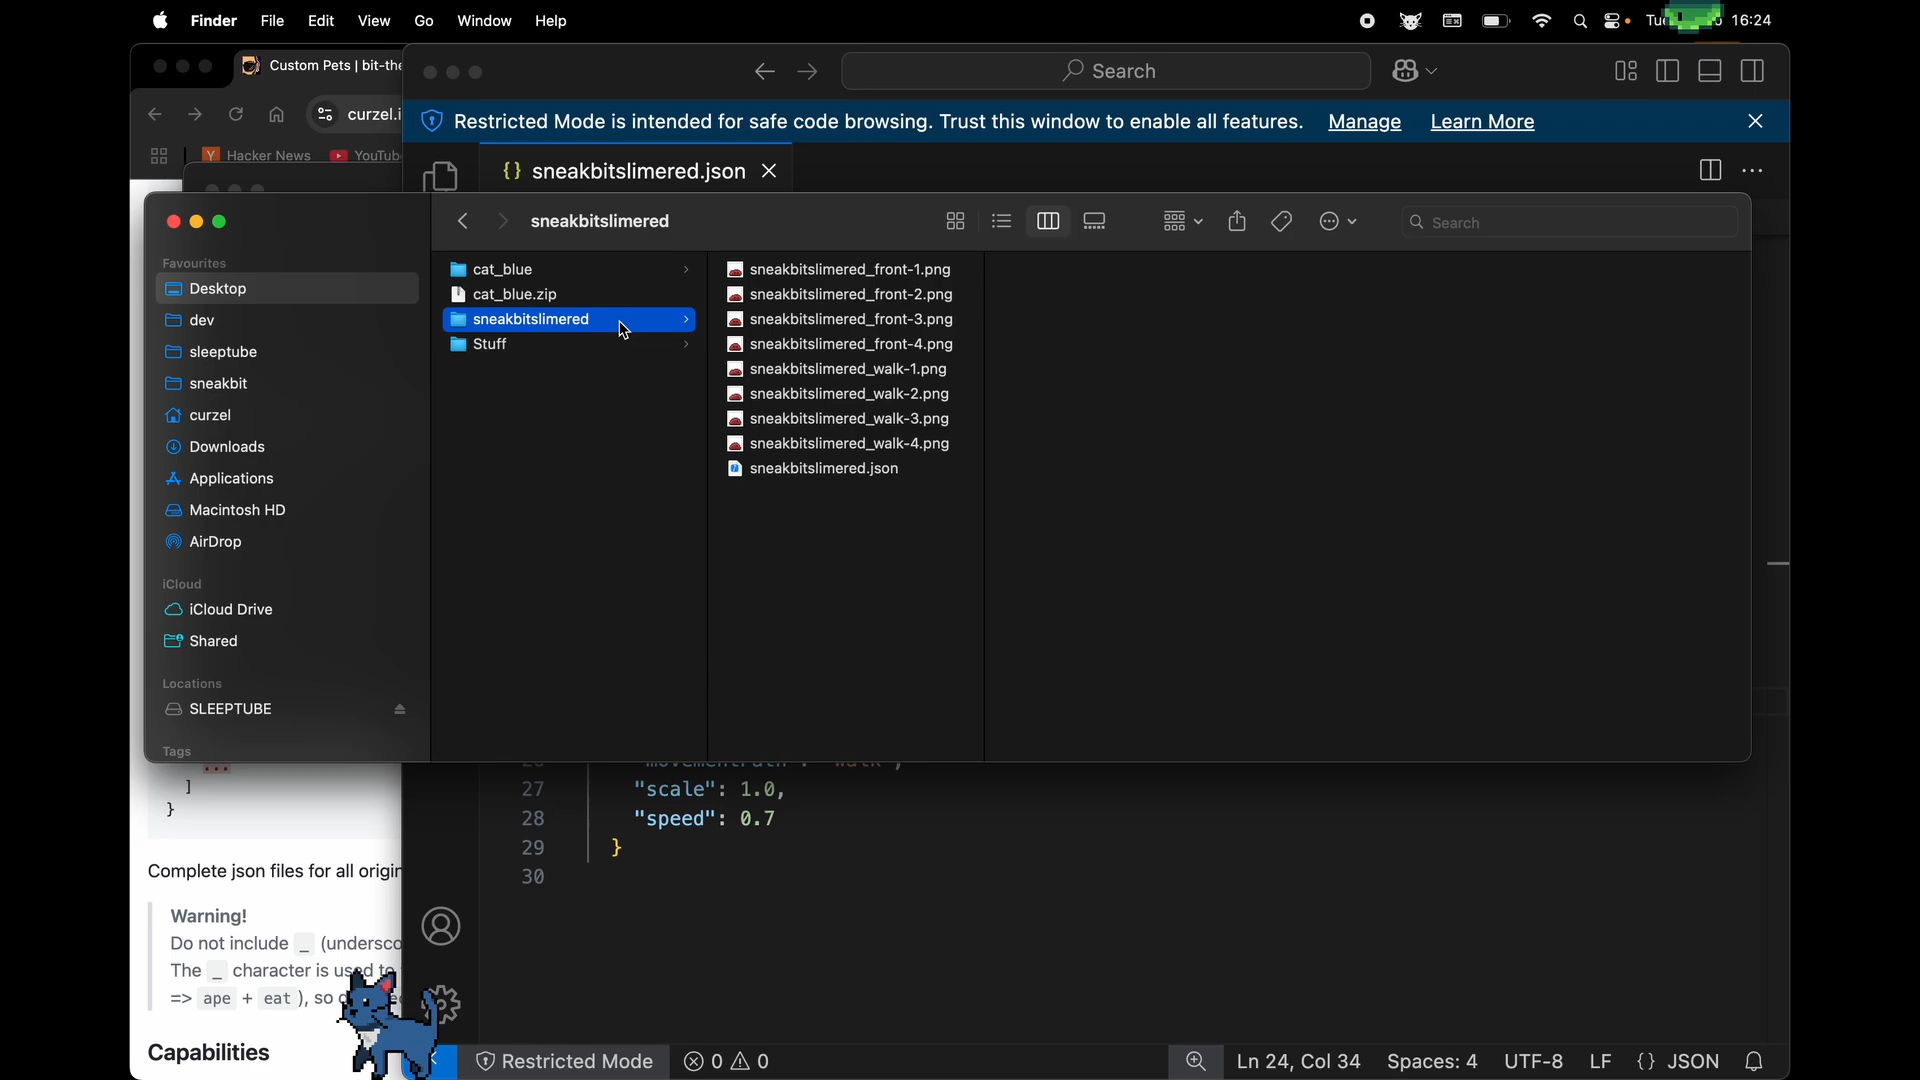 Finder File Edit View Go Window Help
16:24
Custom Pets | bit-the
Search
curzel.i
Restricted Mode is intended for safe code browsing. Trust this window to enable all features. Manage Learn More
Hacker News YouTub
{} sneakbitslimered.json
sneakbitslimered
Search
Favourites
Desktop
dev
sleeptube
sneakbit
curzel
Downloads
Applications
Macintosh HD
AirDrop
iCloud
iCloud Drive
Shared
Locations
SLEEPTUBE
Tags
cat_blue
cat_blue.zip
sneakbitslimered
Stuff
sneakbitslimered_front-1.png
sneakbitslimered_front-2.png
sneakbitslimered_front-3.png
sneakbitslimered_front-4.png
sneakbitslimered_walk-1.png
sneakbitslimered_walk-2.png
sneakbitslimered_walk-3.png
sneakbitslimered_walk-4.png
sneakbitslimered.json
...
]
}
27 "scale": 1.0,
28 "speed": 0.7
29 }
30
Complete json files for all origin
Warning!
Do not include _ (undersco
The _ character is used to
=> ape + eat ), so
Capabilities
Restricted Mode 0 0
Ln 24, Col 34 Spaces: 4 UTF-8 LF {} JSON